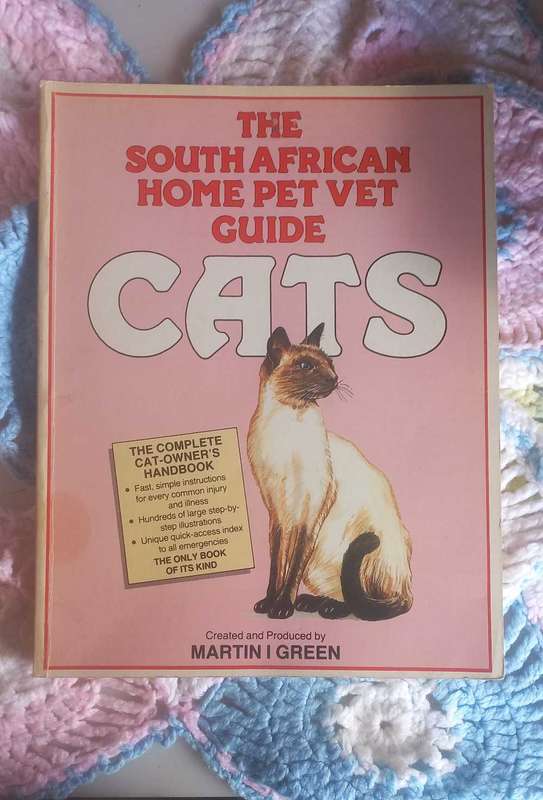 THE
SOUTH AFRICAN
HOME PET VET
GUIDE
CATS
THE COMPLETE
CAT-OWNER'S
HANDBOOK
• Fast, simple instructions
for every common injury
and illness
• Hundreds of large step-by-
step illustrations
• Unique quick-access index
to all emergencies
THE ONLY BOOK
OF ITS KIND
Created and Produced by
MARTIN I GREEN